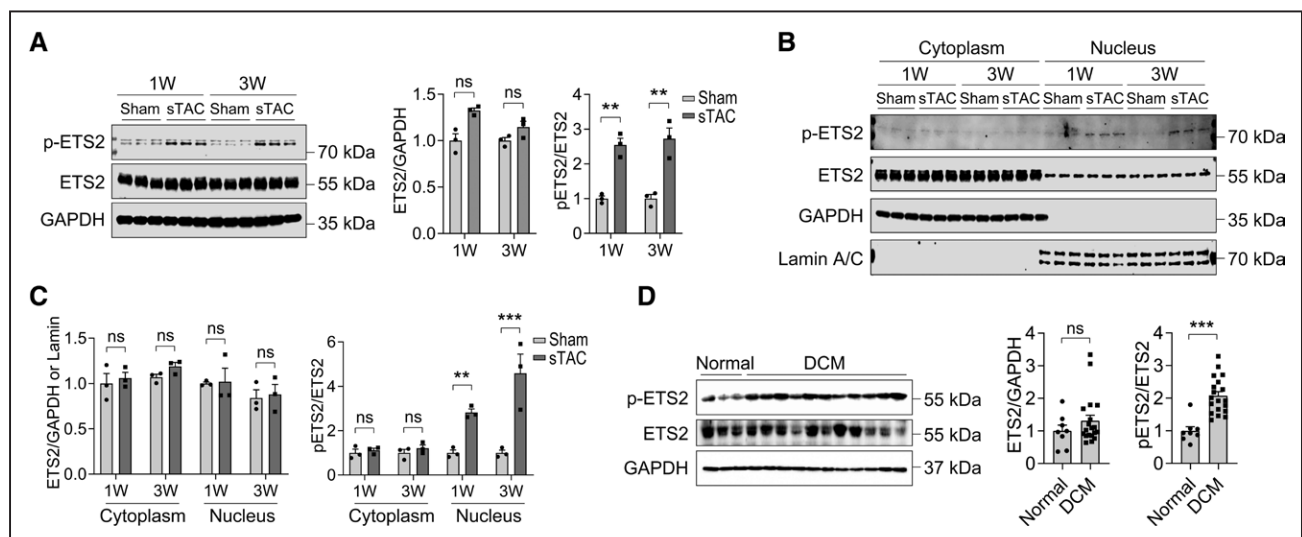 A
1W 3W
Sham sTAC Sham sTAC
p-ETS2
70 kDa
ETS2
55 kDa
GAPDH
35 kDa
ETS2/GAPDH
1.5
1.0
0.5
0.0
ns ns
1W 3W
pETS2/ETS2
4
3
2
1
0
** **
1W 3W
Sham
sTAC
B
Cytoplasm Nucleus
1W 3W 1W 3W
Sham sTAC Sham sTAC Sham sTAC Sham sTAC
p-ETS2
70 kDa
ETS2
55 kDa
GAPDH
35 kDa
Lamin A/C
70 kDa
C
ETS2/GAPDH or Lamin
1.5
1.0
0.5
0.0
ns ns ns ns
1W 3W 1W 3W
Cytoplasm Nucleus
pETS2/ETS2
6
4
2
0
ns ns ** ***
1W 3W 1W 3W
Cytoplasm Nucleus
Sham
sTAC
D
Normal DCM
p-ETS2
55 kDa
ETS2
55 kDa
GAPDH
37 kDa
ETS2/GAPDH
4
3
2
1
0
ns
Normal
DCM
pETS2/ETS2
4
3
2
1
0
***
Normal
DCM